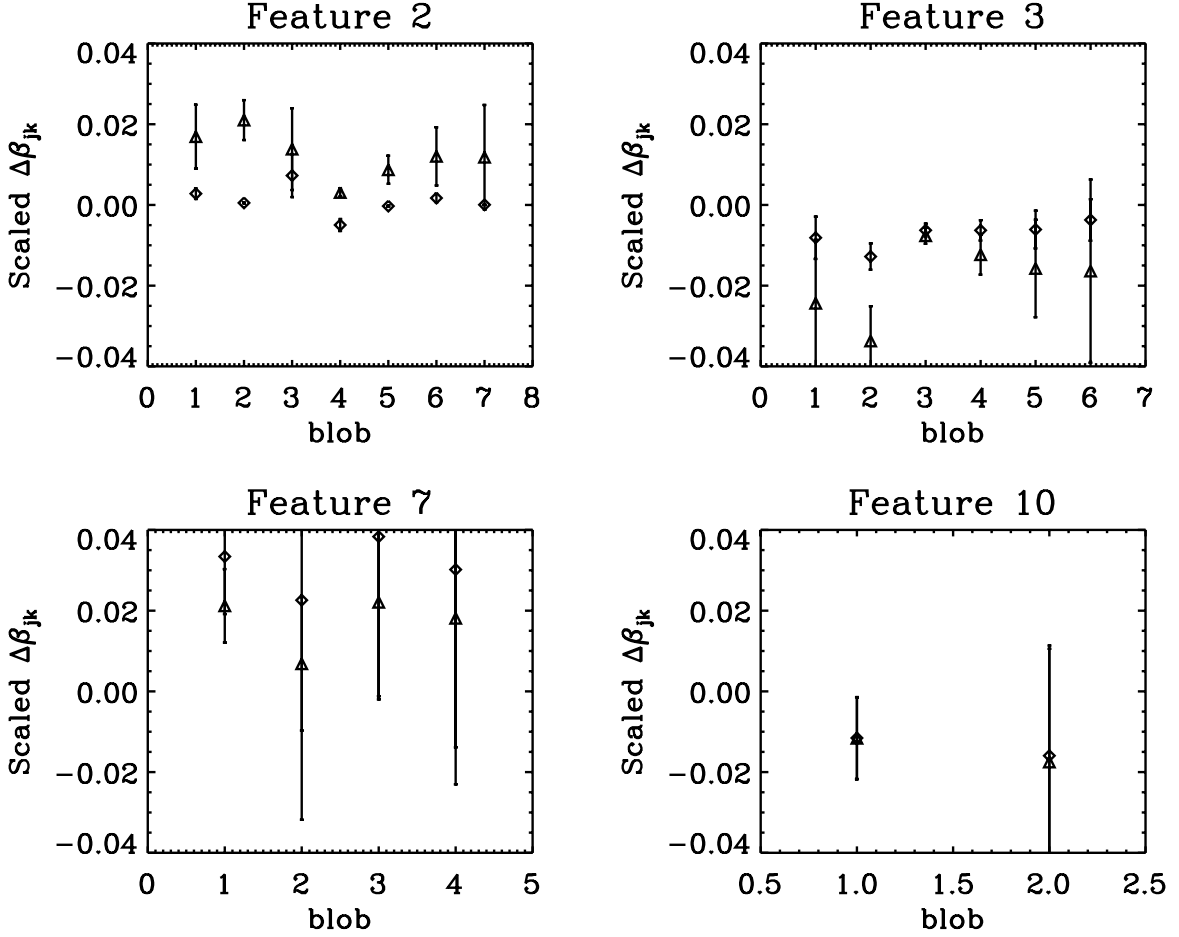 Feature 2
Scaled Δβjk
0.04
0.02
0.00
−0.02
−0.04
0 1 2 3 4 5 6 7 8
blob
Feature 3
Scaled Δβjk
0.04
0.02
0.00
−0.02
−0.04
0 1 2 3 4 5 6 7
blob
Feature 7
Scaled Δβjk
0.04
0.02
0.00
−0.02
−0.04
0 1 2 3 4 5
blob
Feature 10
Scaled Δβjk
0.04
0.02
0.00
−0.02
−0.04
0.5 1.0 1.5 2.0 2.5
blob